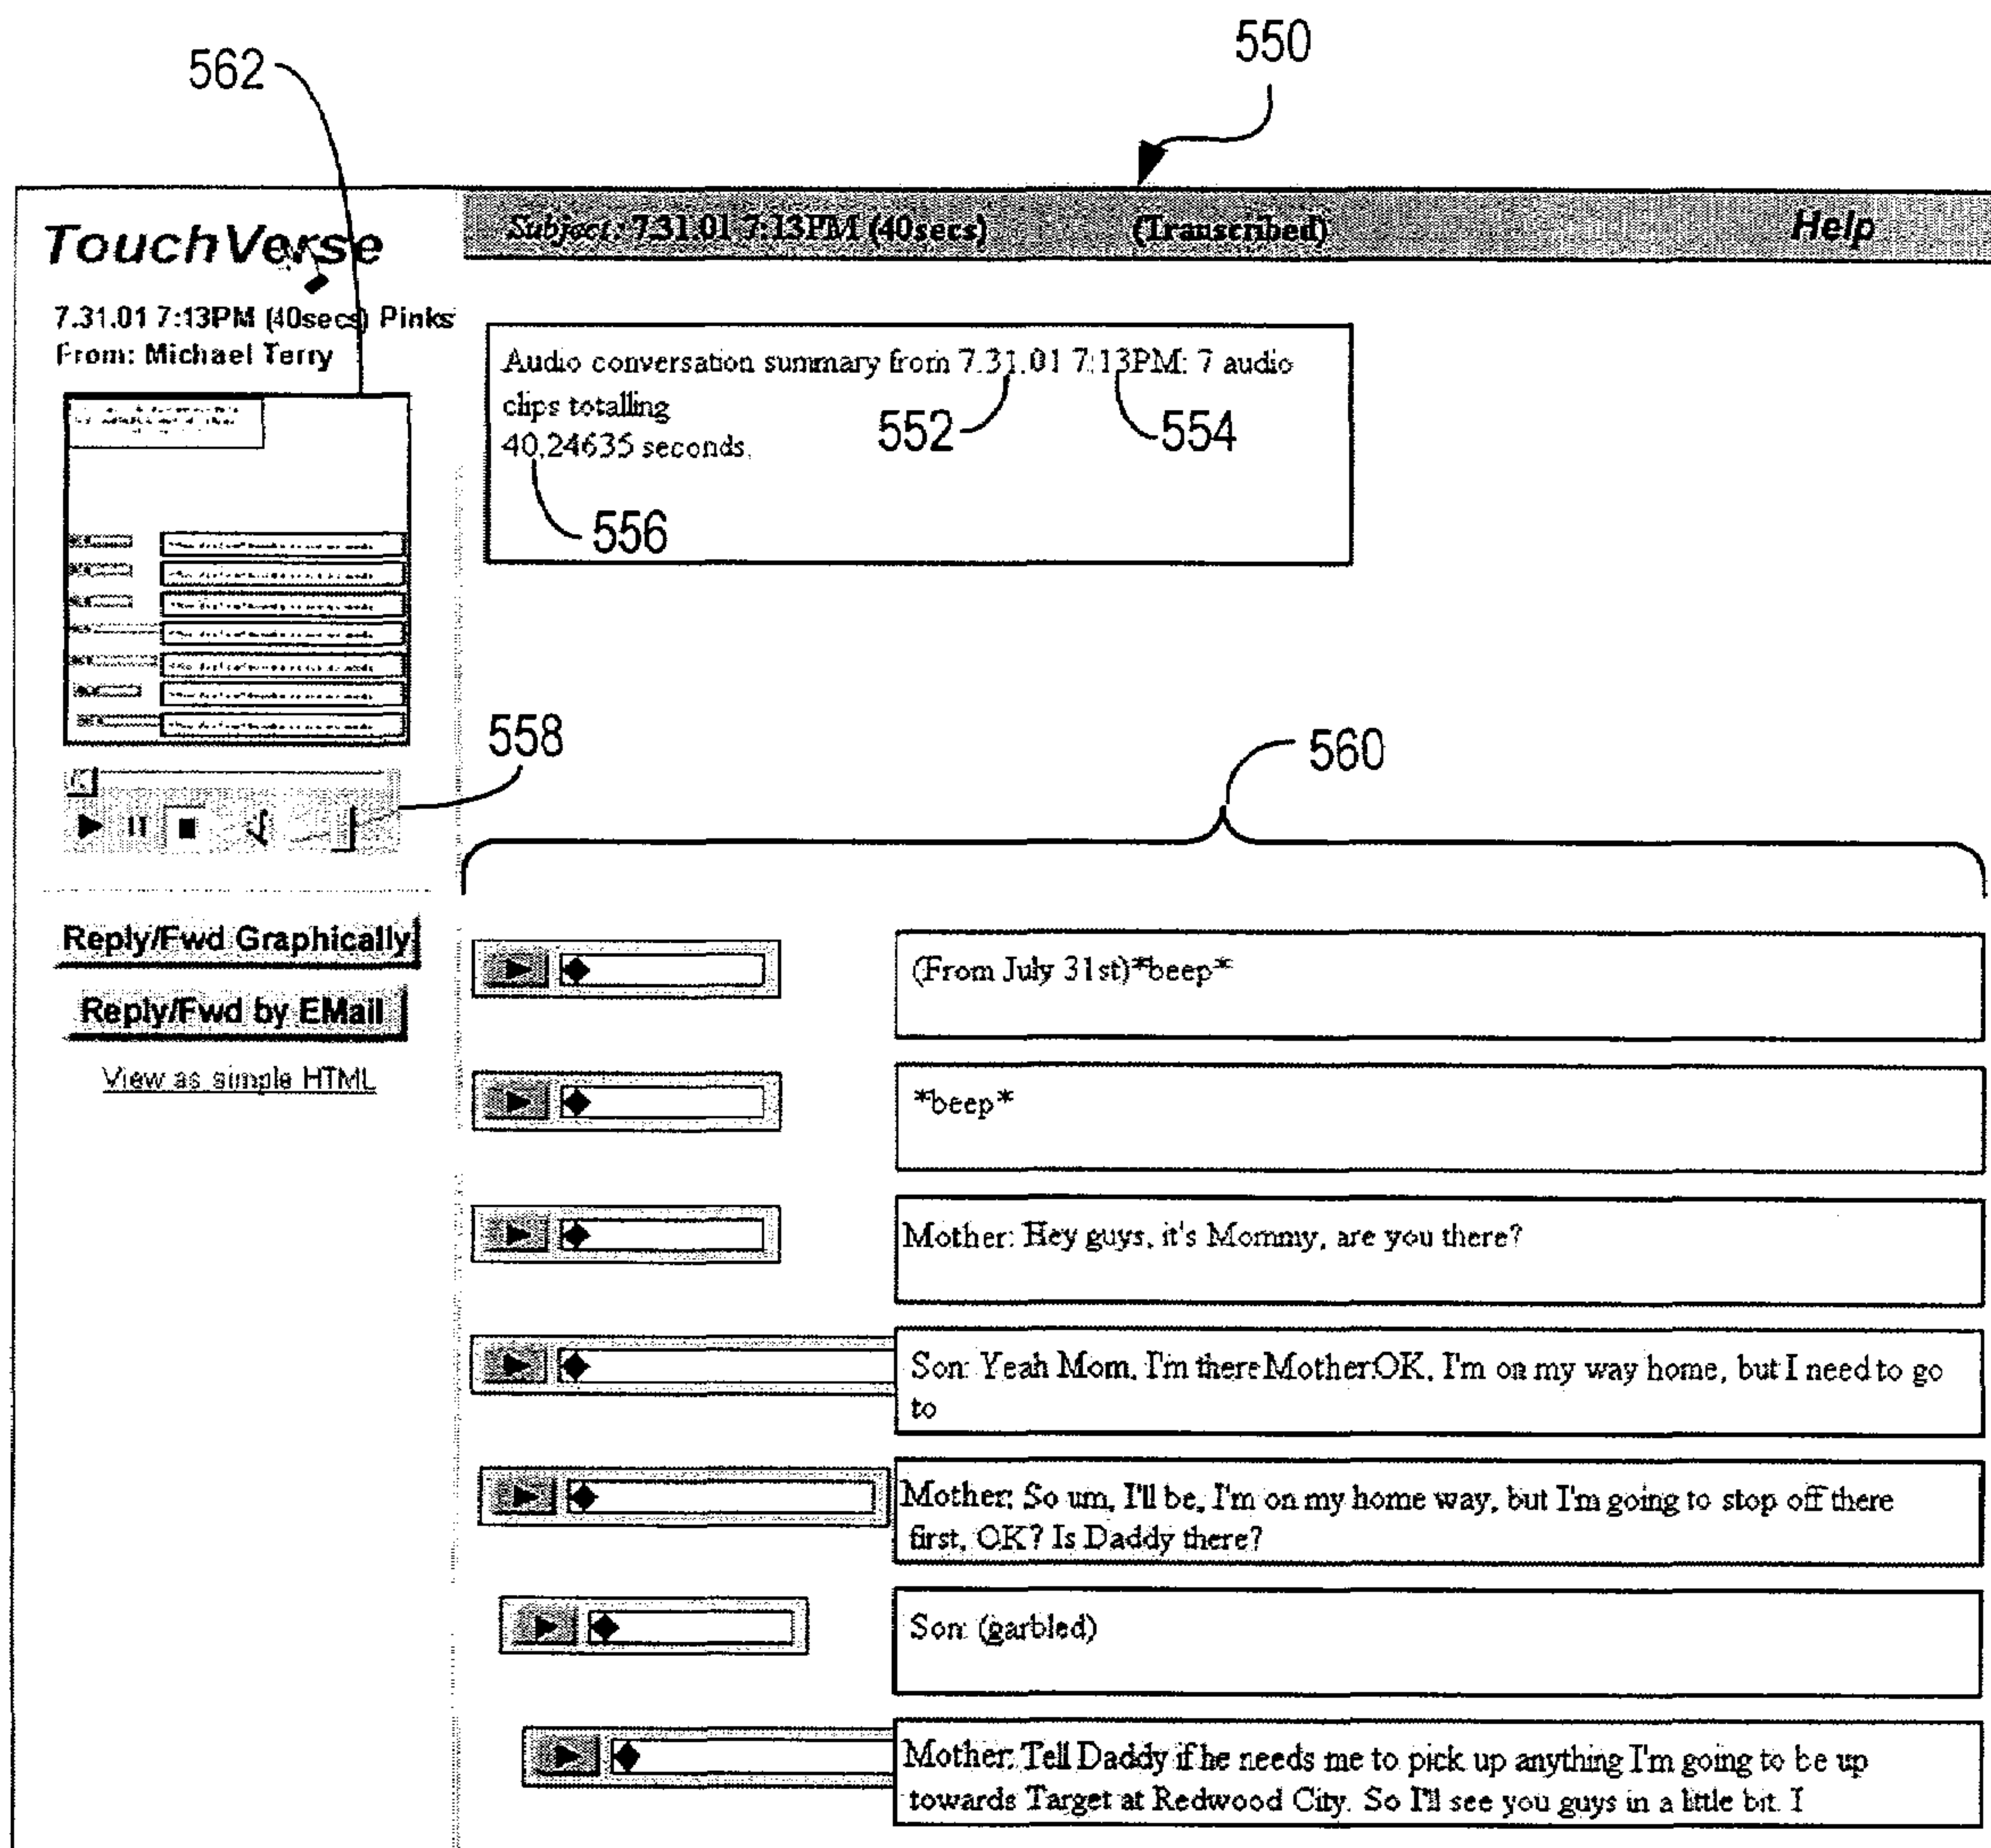 562
550
TouchVerse
Subject: 7.31.01 7:13PM (40secs) (Transcribed) Help
7.31.01 7:13PM (40secs) Pinks
From: Michael Terry
Audio conversation summary from 7.31.01 7:13PM: 7 audio
clips totalling
40.24635 seconds.
552
554
556
558
560
Reply/Fwd Graphically
Reply/Fwd by EMail
View as simple HTML
(From July 31st)*beep*
*beep*
Mother: Hey guys, it's Mommy, are you there?
Son: Yeah Mom, I'm there Mother:OK, I'm on my way home, but I need to go
to
Mother: So um, I'll be, I'm on my home way, but I'm going to stop off there
first, OK? Is Daddy there?
Son: (garbled)
Mother: Tell Daddy if he needs me to pick up anything I'm going to be up
towards Target at Redwood City. So I'll see you guys in a little bit. I